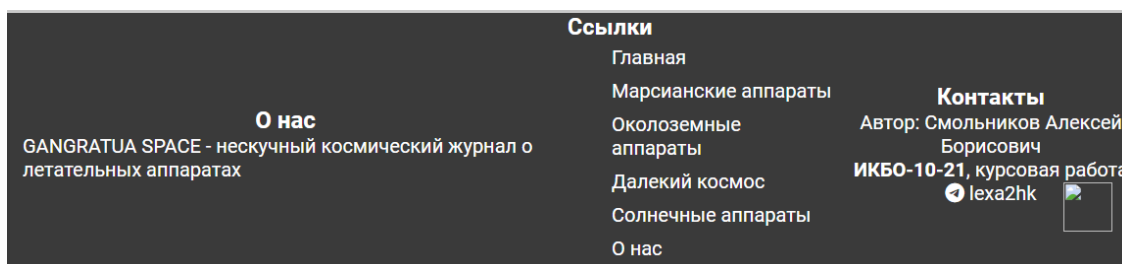 О нас
GANGRATUA SPACE - нескучный космический журнал о
летательных аппаратах
Ссылки
Главная
Марсианские аппараты
Околоземные
аппараты
Далекий космос
Солнечные аппараты
О нас
Контакты
Автор: Смольников Алексей
Борисович
ИКБО-10-21, курсовая работа
lexa2hk